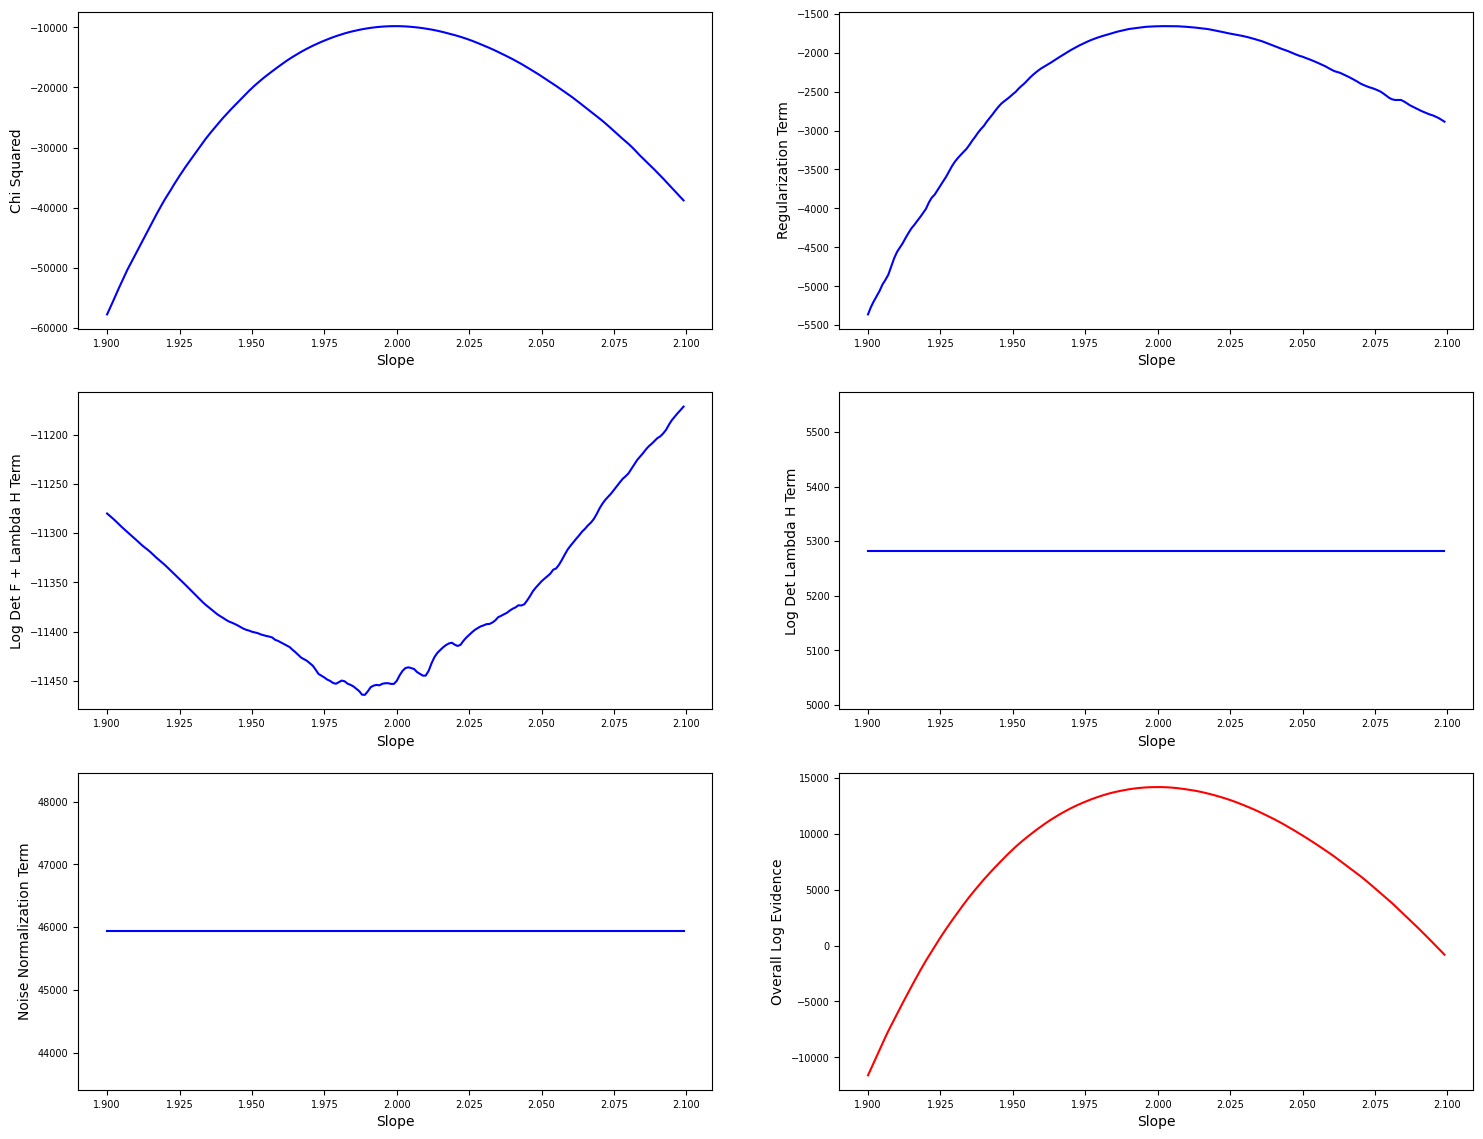 Chi Squared
−10000
−20000
−30000
−40000
−50000
−60000
1.900 1.925 1.950 1.975 2.000 2.025 2.050 2.075 2.100
Slope
Regularization Term
−1500
−2000
−2500
−3000
−3500
−4000
−4500
−5000
−5500
1.900 1.925 1.950 1.975 2.000 2.025 2.050 2.075 2.100
Slope
Log Det F + Lambda H Term
−11200
−11250
−11300
−11350
−11400
−11450
1.900 1.925 1.950 1.975 2.000 2.025 2.050 2.075 2.100
Slope
Log Det Lambda H Term
5500
5400
5300
5200
5100
5000
1.900 1.925 1.950 1.975 2.000 2.025 2.050 2.075 2.100
Slope
Noise Normalization Term
48000
47000
46000
45000
44000
1.900 1.925 1.950 1.975 2.000 2.025 2.050 2.075 2.100
Slope
Overall Log Evidence
15000
10000
5000
0
−5000
−10000
1.900 1.925 1.950 1.975 2.000 2.025 2.050 2.075 2.100
Slope